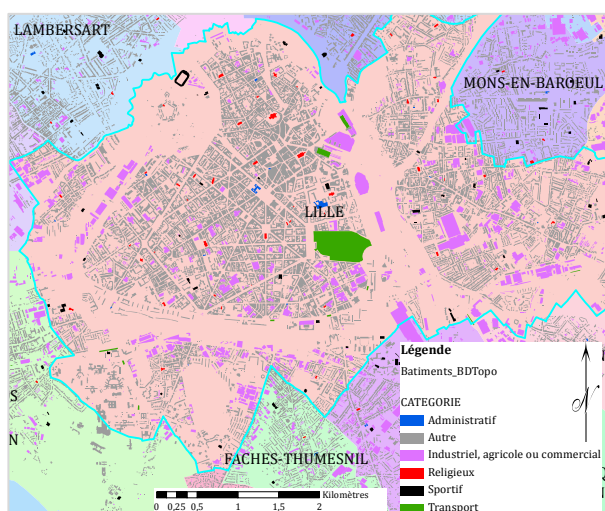 LAMBERSART
MONS-EN-BAROEUL
LILLE
S
N
FACHES-THUMESNIL
Légende
Batiments_BDTopo
CATEGORIE
Administratif
Autre
Industriel, agricole ou commercial
Religieux
Sportif
Transport
N
Kilomètres
0 0,25 0,5 1 1,5 2